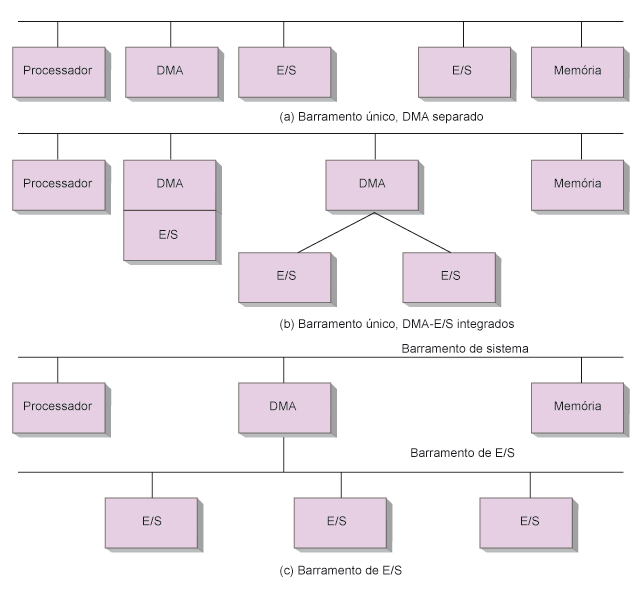 Processador DMA E/S E/S Memória
(a) Barramento único, DMA separado
Processador DMA DMA Memória
E/S
E/S E/S
(b) Barramento único, DMA-E/S integrados
Barramento de sistema
Processador DMA Memória
Barramento de E/S
E/S E/S E/S
(c) Barramento de E/S